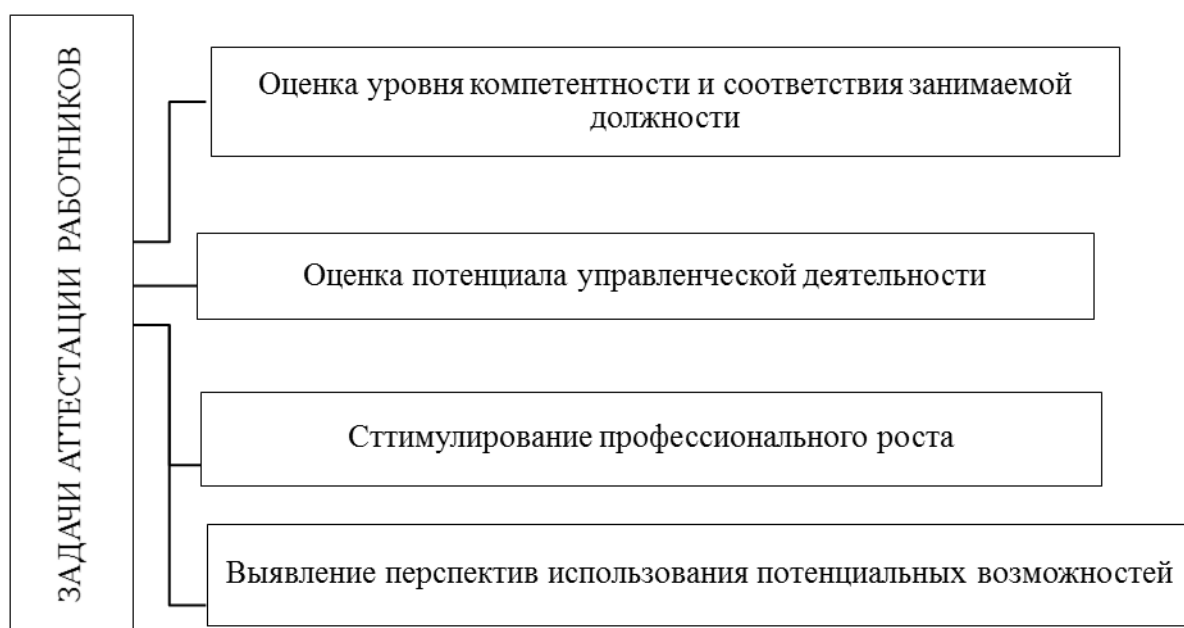 ЗАДАЧИ АТТЕСТАЦИИ РАБОТНИКОВ
Оценка уровня компетентности и соответствия занимаемой
должности
Оценка потенциала управленческой деятельности
Сттимулирование профессионального роста
Выявление перспектив использования потенциальных возможностей